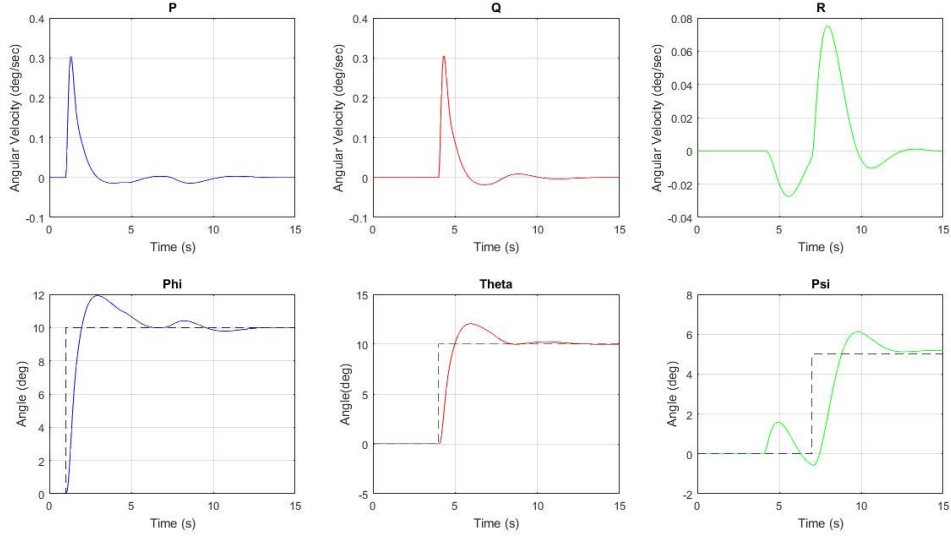 P
0.4
0.3
0.2
0.1
0
-0.1
Angular Velocity (deg/sec)
0 5 10 15
Time (s)
Q
0.4
0.3
0.2
0.1
0
-0.1
Angular Velocity (deg/sec)
0 5 10 15
Time (s)
R
0.08
0.06
0.04
0.02
0
-0.02
-0.04
Angular Velocity (deg/sec)
0 5 10 15
Time (s)
Phi
12
10
8
6
4
2
0
Angle (deg)
0 5 10 15
Time (s)
Theta
15
10
5
0
-5
Angle(deg)
0 5 10 15
Time (s)
Psi
8
6
4
2
0
-2
Angle (deg)
0 5 10 15
Time (s)